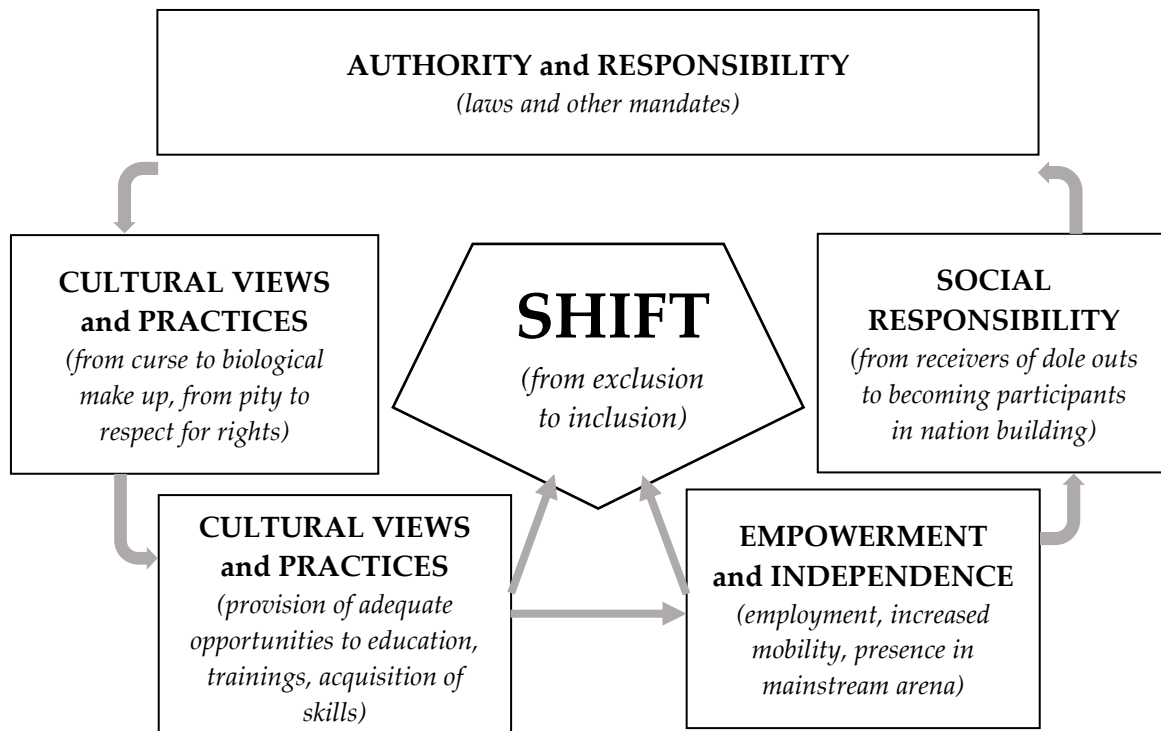 AUTHORITY and RESPONSIBILITY
(laws and other mandates)
CULTURAL VIEWS
and PRACTICES
(from curse to biological
make up, from pity to
respect for rights)
SHIFT
(from exclusion
to inclusion)
SOCIAL
RESPONSIBILITY
(from receivers of dole outs
to becoming participants
in nation building)
CULTURAL VIEWS
and PRACTICES
(provision of adequate
opportunities to education,
trainings, acquisition of
skills)
EMPOWERMENT
and INDEPENDENCE
(employment, increased
mobility, presence in
mainstream arena)